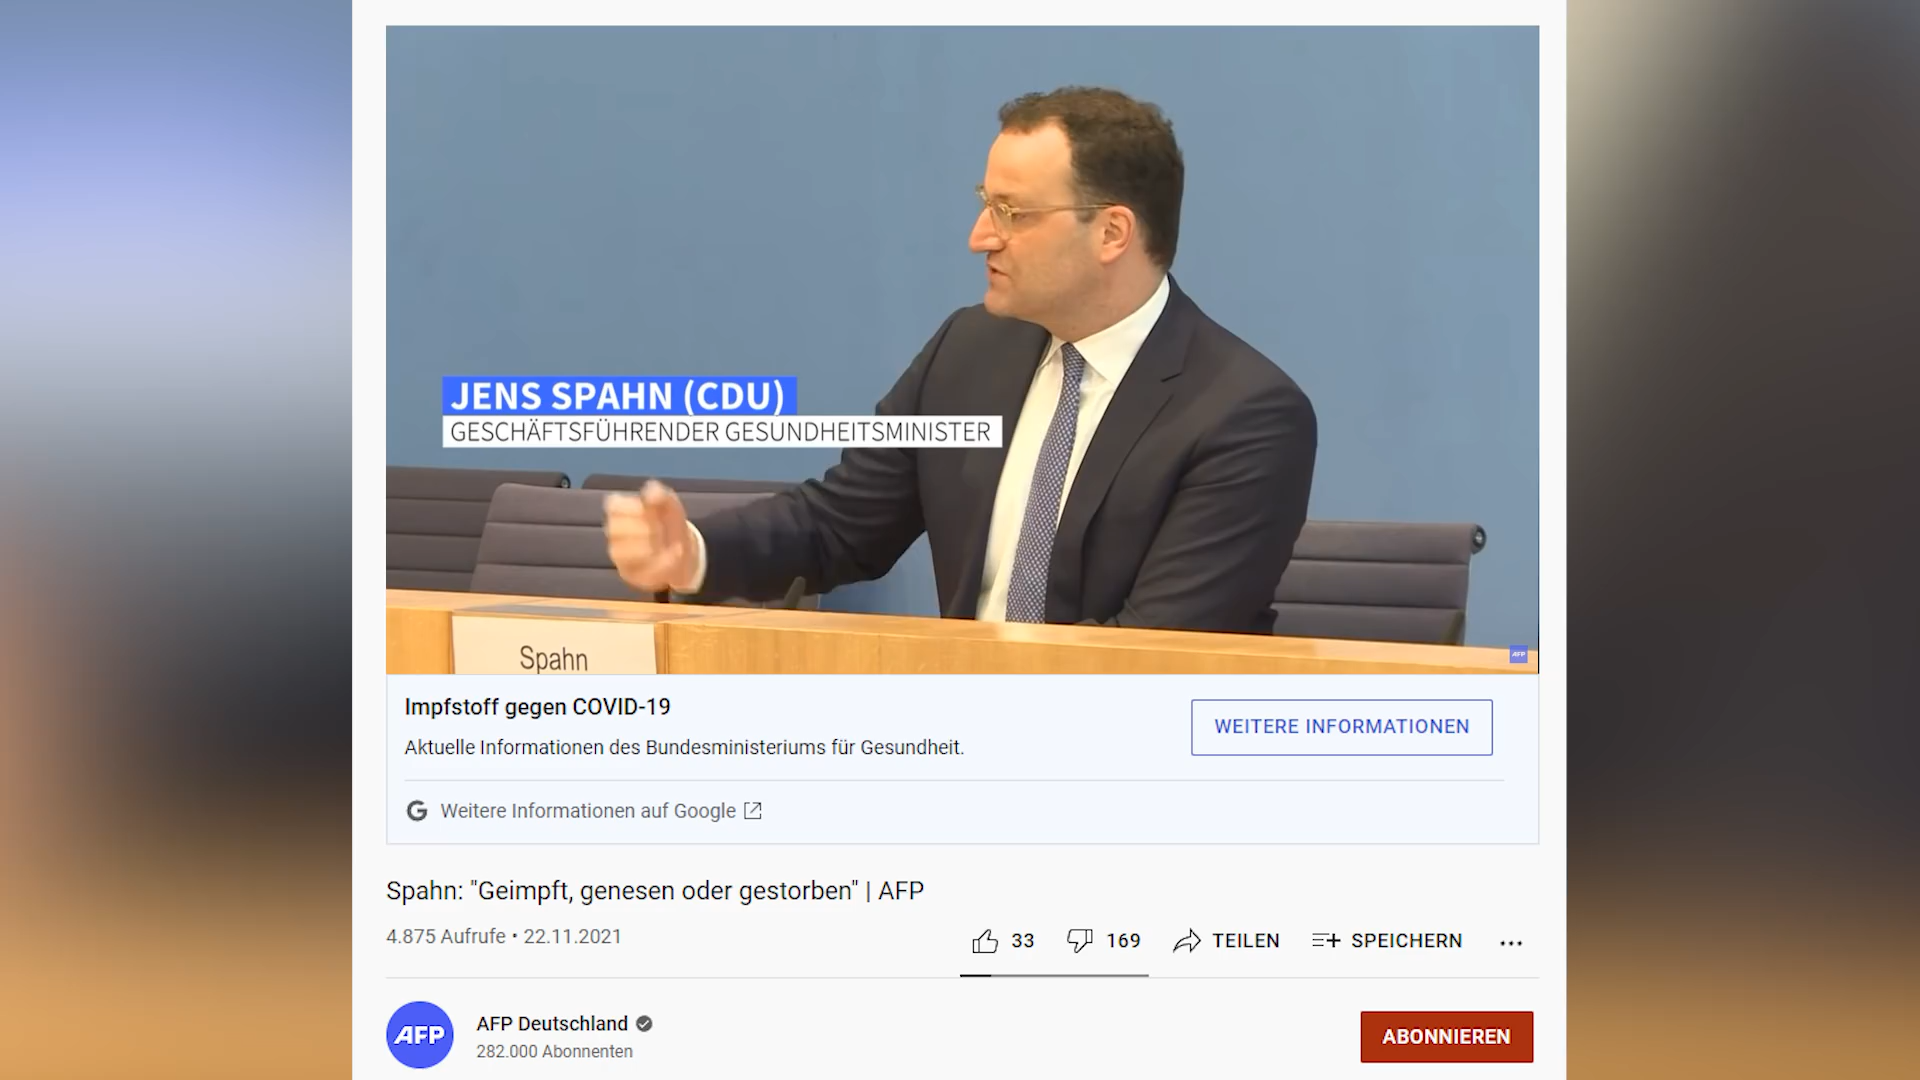 JENS SPAHN (CDU)
GESCHÄFTSFÜHRENDER GESUNDHEITSMINISTER
Spahn
AFP
Impfstoff gegen COVID-19
WEITERE INFORMATIONEN
Aktuelle Informationen des Bundesministeriums für Gesundheit.
G Weitere Informationen auf Google
Spahn: "Geimpft, genesen oder gestorben" | AFP
4.875 Aufrufe • 22.11.2021
33 169 TEILEN SPEICHERN ...
AFP
AFP Deutschland
282.000 Abonnenten
ABONNIEREN